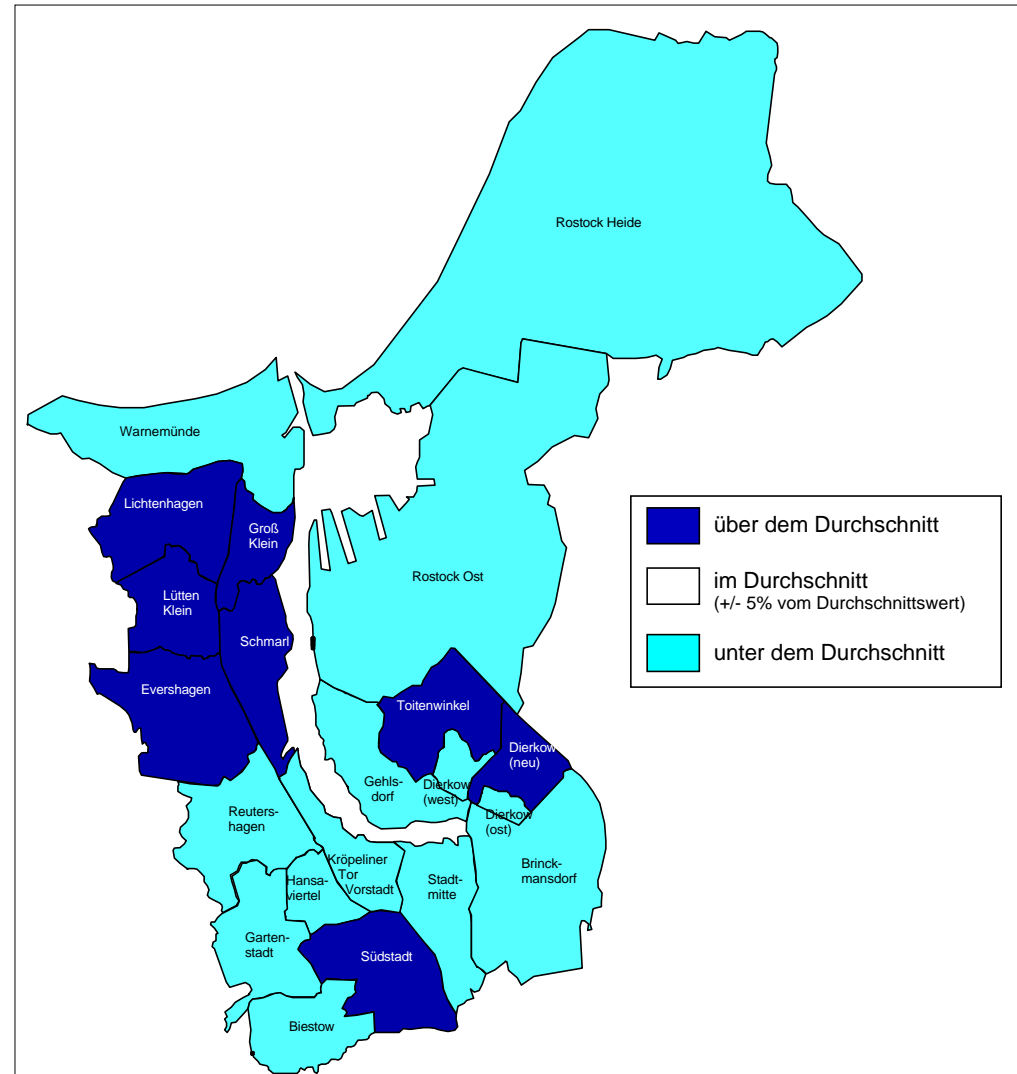 Rostock Heide
Warnemünde
Lichtenhagen
Groß
Klein
Rostock Ost
Lütten
Klein
Schmarl
Evershagen
Toitenwinkel
Dierkow
(neu)
Gehls-
dorf
Dierkow
(west)
Dierkow
(ost)
Reuters-
hagen
Kröpeliner
Tor
Vorstadt
Hansa-
viertel
Stadt-
mitte
Brinck-
mansdorf
Garten-
stadt
Südstadt
Biestow
über dem Durchschnitt
im Durchschnitt
(+/- 5% vom Durchschnittswert)
unter dem Durchschnitt